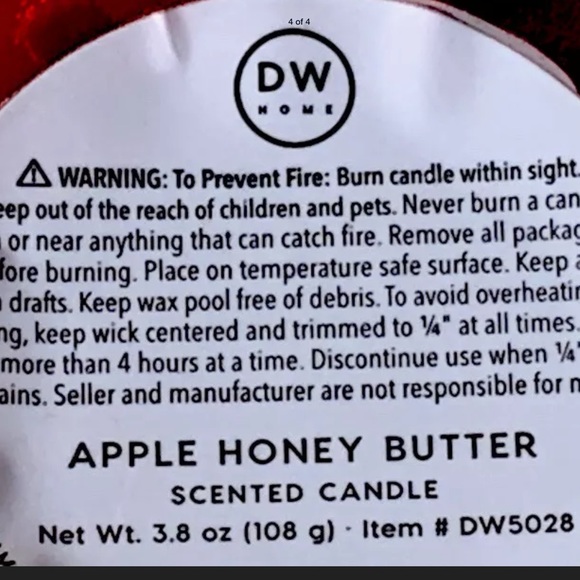 4 of 4
DW
HOME
⚠ WARNING: To Prevent Fire: Burn candle within sight.
eep out of the reach of children and pets. Never burn a can
or near anything that can catch fire. Remove all packag
fore burning. Place on temperature safe surface. Keep a
drafts. Keep wax pool free of debris. To avoid overheatin
ng, keep wick centered and trimmed to ¼" at all times.
more than 4 hours at a time. Discontinue use when ¼"
ains. Seller and manufacturer are not responsible for m
APPLE HONEY BUTTER
SCENTED CANDLE
Net Wt. 3.8 oz (108 g) · Item # DW5028